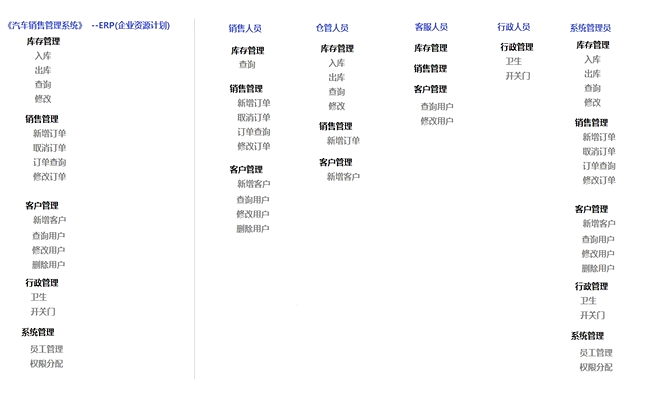 《汽车销售管理系统》 --ERP(企业资源计划)
库存管理
入库
出库
查询
修改
销售管理
新增订单
取消订单
订单查询
修改订单
客户管理
新增客户
查询用户
修改用户
删除用户
行政管理
卫生
开关门
系统管理
员工管理
权限分配
销售人员
库存管理
查询
销售管理
新增订单
取消订单
订单查询
修改订单
客户管理
新增客户
查询用户
修改用户
删除用户
仓管人员
库存管理
入库
出库
查询
修改
销售管理
新增订单
客户管理
新增客户
客服人员
库存管理
销售管理
客户管理
查询用户
修改用户
行政人员
行政管理
卫生
开关门
系统管理员
库存管理
入库
出库
查询
修改
销售管理
新增订单
取消订单
订单查询
修改订单
客户管理
新增客户
查询用户
修改用户
删除用户
行政管理
卫生
开关门
系统管理
员工管理
权限分配